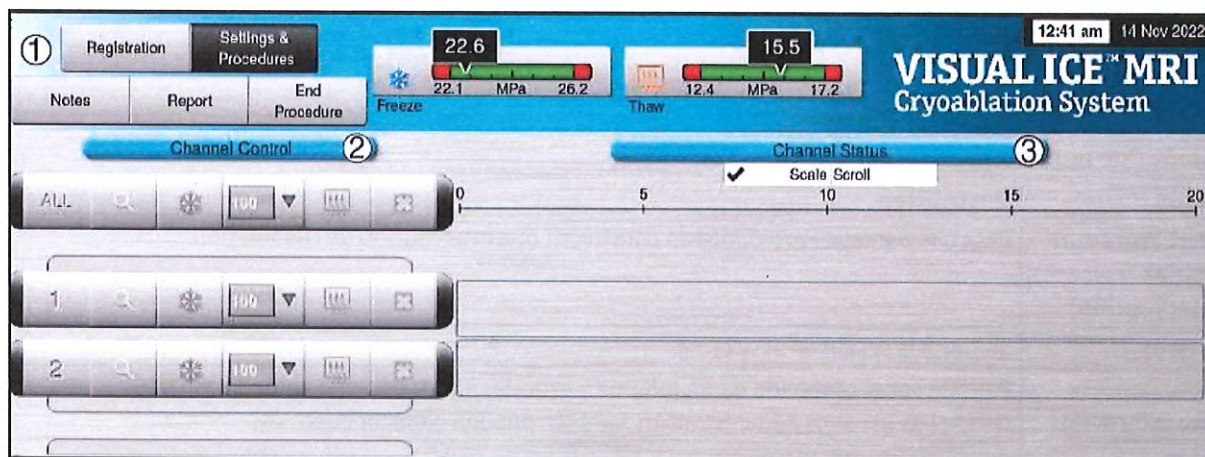 ① Registration Settings & Procedures
Notes Report End Procedure
22.6
22.1 MPa 26.2
Freeze
15.5
12.4 MPa 17.2
Thaw
12:41 am 14 Nov 2022
VISUAL ICE™ MRI
Cryoablation System
Channel Control ②
Channel Status ③
✔ Scale Scroll
0 5 10 15 20
ALL 100
1 100
2 100